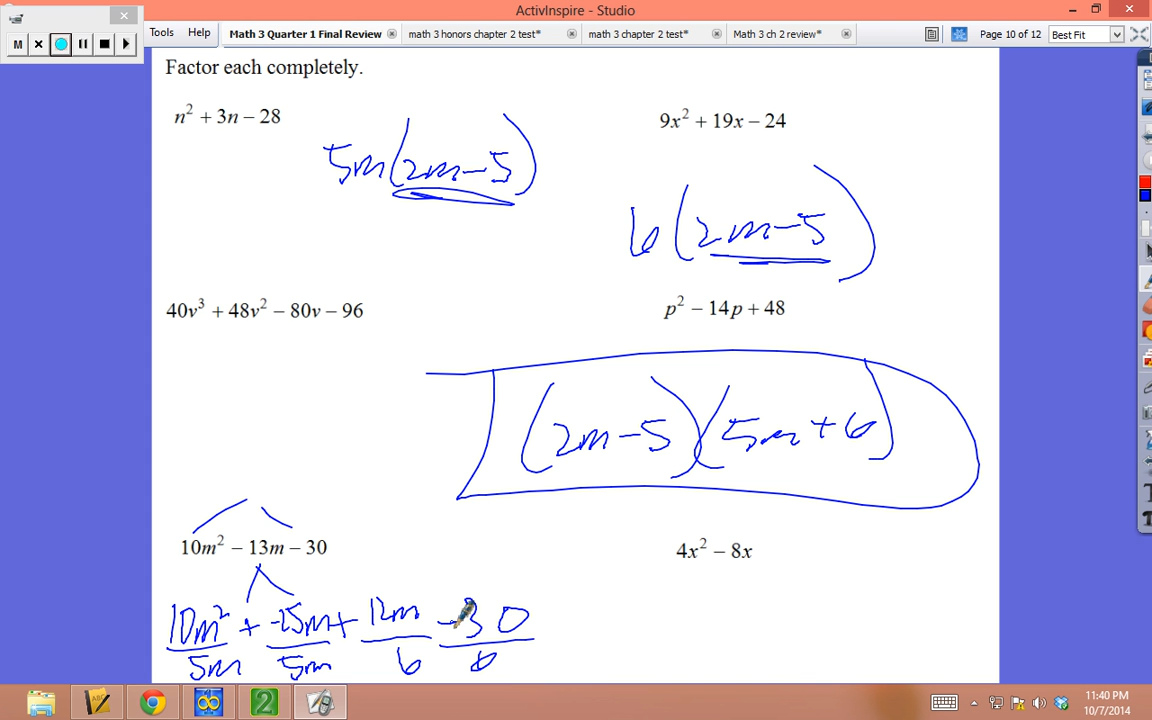 ActivInspire - Studio
M
Tools Help Math 3 Quarter 1 Final Review math 3 honors chapter 2 test* math 3 chapter 2 test* Math 3 ch 2 review* Page 10 of 12 Best Fit
Factor each completely.
n² + 3n − 28
9x² + 19x − 24
5m(2m−5)
6(2m−5)
40v³ + 48v² − 80v − 96
p² − 14p + 48
(2m−5)(5m+6)
10m² − 13m − 30
4x² − 8x
10m² + -25m + 12m −30
5m 5m 6 6
11:40 PM
10/7/2014